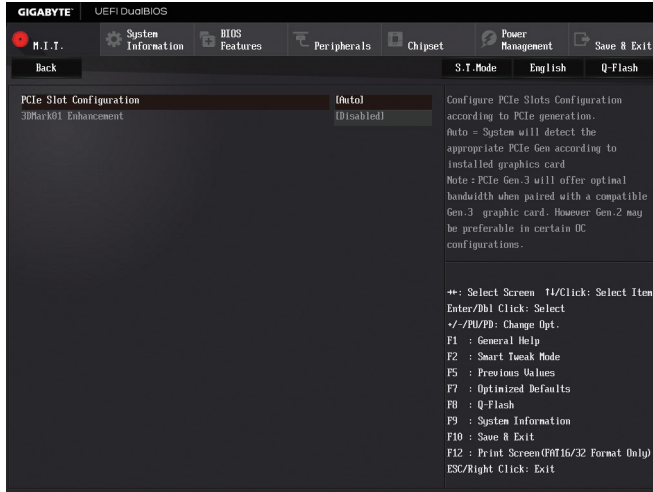 GIGABYTE™ UEFI DualBIOS
M.I.T.
System Information
BIOS Features
Peripherals
Chipset
Power Management
Save & Exit
Back
S.T.Mode English Q-Flash
PCIe Slot Configuration [Auto]
3DMark01 Enhancement [Disabled]
Configure PCIe Slots Configuration
according to PCIe generation.
Auto = System will detect the
appropriate PCIe Gen according to
installed graphics card
Note : PCIe Gen.3 will offer optimal
bandwidth when paired with a compatible
Gen.3 graphic card. However Gen.2 may
be preferable in certain OC
configurations.
→←: Select Screen ↑↓/Click: Select Item
Enter/Dbl Click: Select
+/-/PU/PD: Change Opt.
F1 : General Help
F2 : Smart Tweak Mode
F5 : Previous Values
F7 : Optimized Defaults
F8 : Q-Flash
F9 : System Information
F10 : Save & Exit
F12 : Print Screen(FAT16/32 Format Only)
ESC/Right Click: Exit